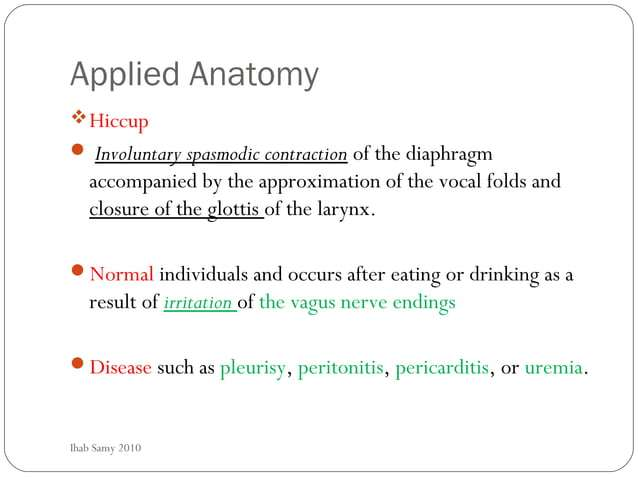 Applied Anatomy
Hiccup
Involuntary spasmodic contraction of the diaphragm
accompanied by the approximation of the vocal folds and
closure of the glottis of the larynx.
Normal individuals and occurs after eating or drinking as a
result of irritation of the vagus nerve endings
Disease such as pleurisy, peritonitis, pericarditis, or uremia.
Ihab Samy 2010